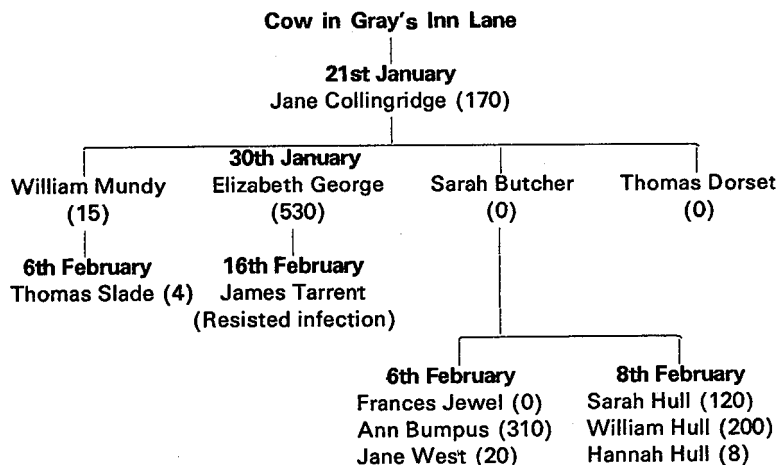 Cow in Gray's Inn Lane
21st January
Jane Collingridge (170)
30th January
William Mundy Elizabeth George Sarah Butcher Thomas Dorset
(15) (530) (0) (0)
6th February 16th February
Thomas Slade (4) James Tarrent
(Resisted infection)
6th February 8th February
Frances Jewel (0) Sarah Hull (120)
Ann Bumpus (310) William Hull (200)
Jane West (20) Hannah Hull (8)